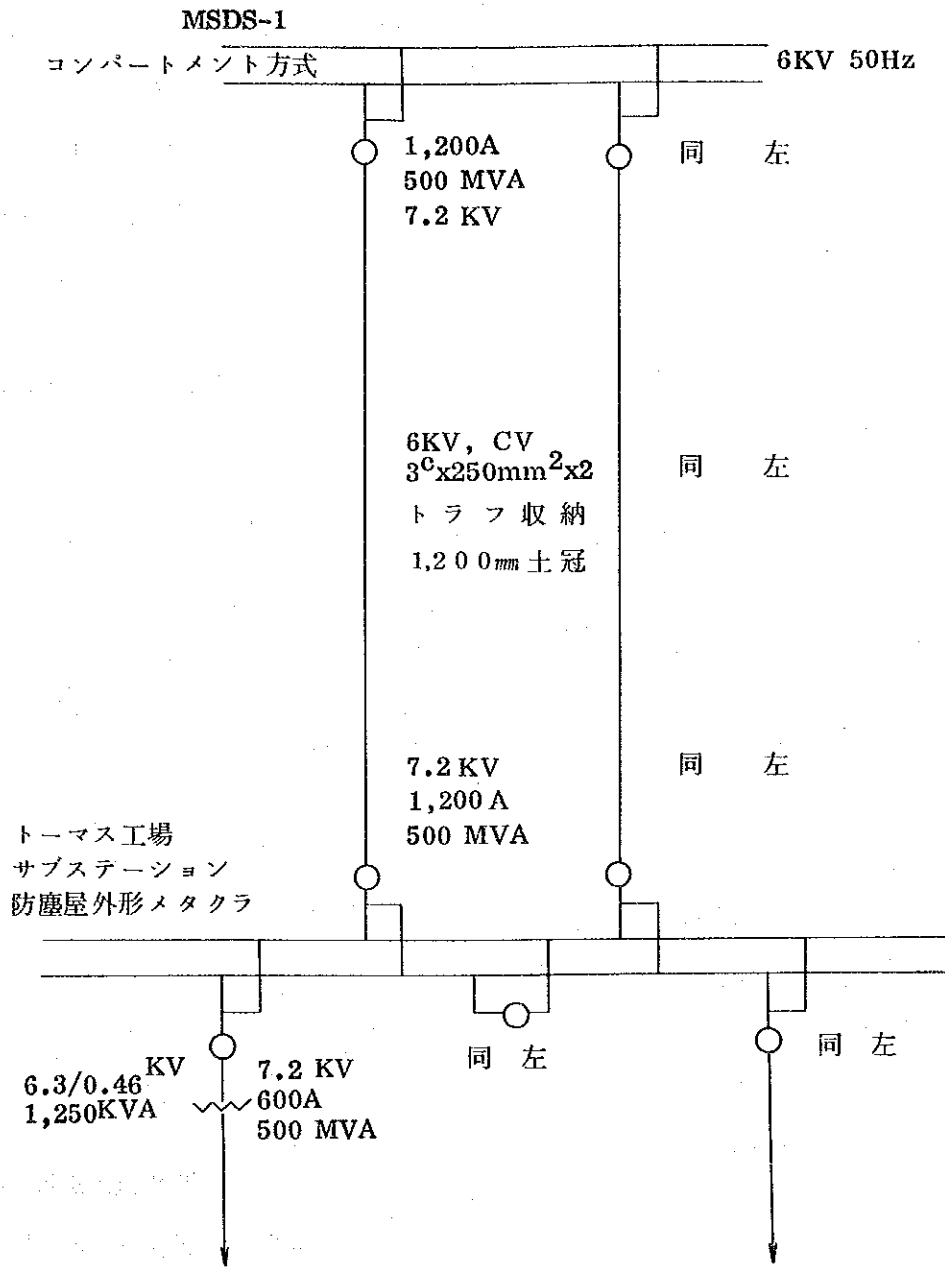 MSDS-1
コンパートメント方式
6KV 50Hz
1,200A
500 MVA
7.2 KV
同 左
6KV, CV
3cx250mm2x2
トラフ収納
1,200㎜土冠
同 左
7.2 KV
1,200 A
500 MVA
同 左
トーマス工場
サブステーション
防塵屋外形メタクラ
6.3/0.46 KV
1,250KVA
7.2 KV
600A
500 MVA
同 左
同 左